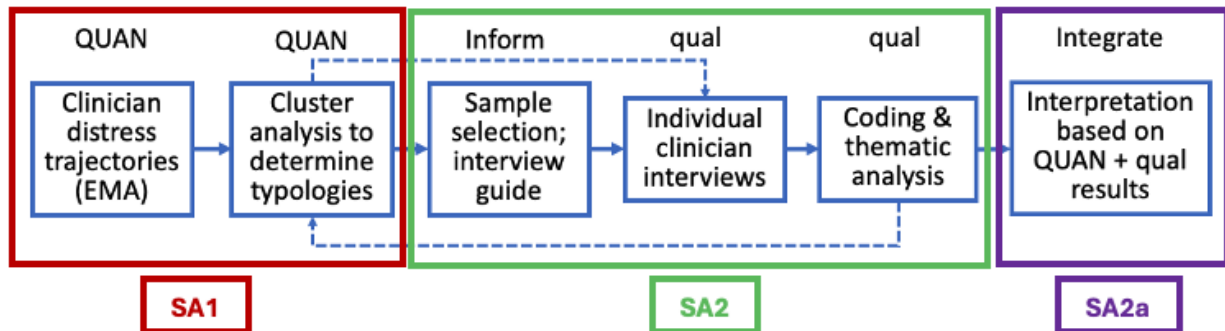 QUAN
QUAN
Inform
qual
qual
Integrate
Clinician
distress
trajectories
(EMA)
Cluster
analysis to
determine
typologies
Sample
selection;
interview
guide
Individual
clinician
interviews
Coding &
thematic
analysis
Interpretation
based on
QUAN + qual
results
SA1
SA2
SA2a